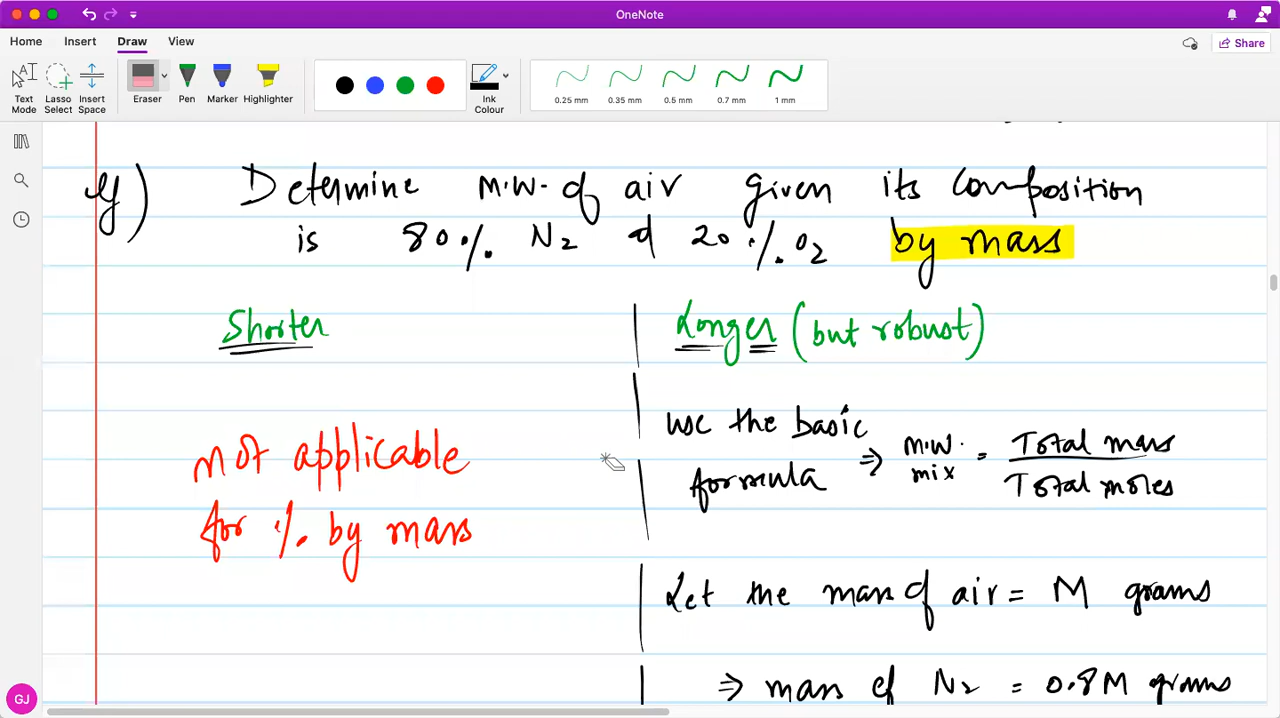 OneNote
Home Insert Draw View
Share
Text Mode
Lasso Select
Insert Space
Eraser
Pen
Marker
Highlighter
Ink Colour
0.25 mm 0.35 mm 0.5 mm 0.7 mm 1 mm
eg) Determine M.W. of air given its composition
is 80% N2 & 20% O2 by mass
Shorter
not applicable
for % by mass
Longer (but robust)
use the basic
formula ⇒ M.W. mix = Total mass / Total moles
Let the mass of air = M grams
⇒ mass of N2 = 0.8M grams
GJ